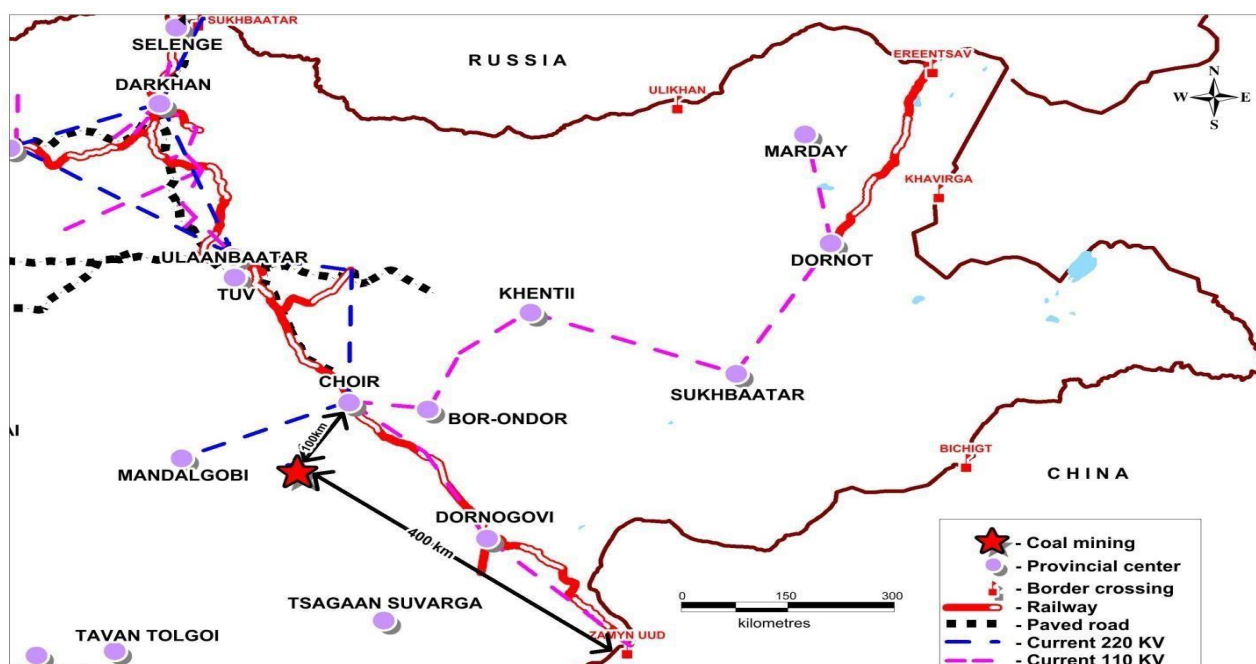 SUKHBAATAR
SELENGE
RUSSIA
EREENTSAV
DARKHAN
ULIKHAN
N
W E
S
MARDAY
KHAVIRGA
ULAANBAATAR
TUV
DORNOT
KHENTII
CHOIR
SUKHBAATAR
BOR-ONDOR
AI
100km
MANDALGOBI
BICHIGT
CHINA
DORNOGOVI
400 km
- Coal mining
- Provincial center
- Border crossing
- Railway
- Paved road
- Current 220 KV
- Current 110 KV
0 150 300
kilometres
TSAGAAN SUVARGA
TAVAN TOLGOI
ZAMYN UUD